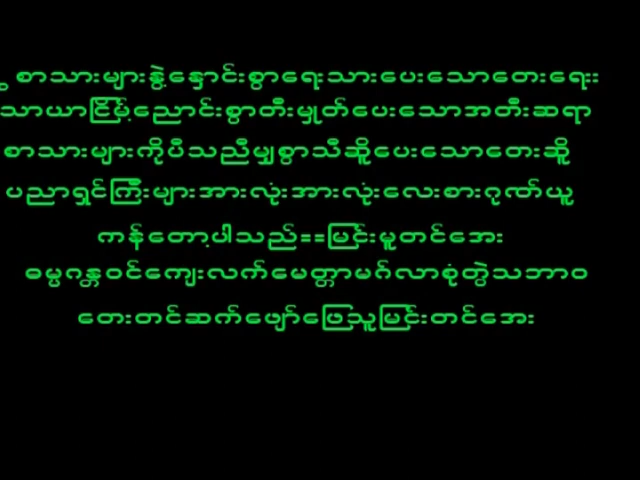 စာသားများနွဲ့နှောင်းစွာရေးသားပေးသောတေးရေး
သာယာငြိမ့်ညောင်းစွာတီးမှုတ်ပေးသောအတီးဆရာ
စာသားများကိုပီသညီမျှစွာသီဆိုပေးသောတေးဆို
ပညာရှင်ကြီးများအားလုံးအားလုံးလေးစားဂုဏ်ယူ
ကန်တော့ပါသည်==မြင်းမူတင်အေး
ဓမ္မဂန္တဝင်ကျေးလက်မေတ္တာမဂ်လာစုံတွဲသဘာဝ
တေးတင်ဆက်ဖျော်ဖြေသူမြင်းတင်အေး